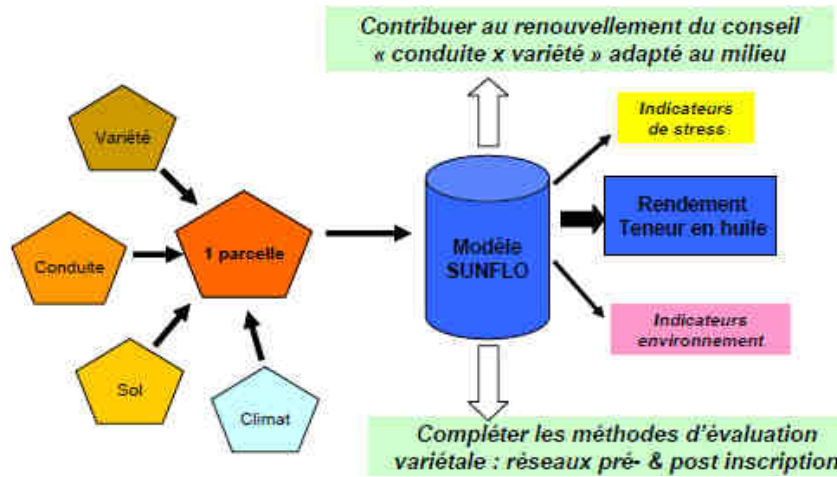 Contribuer au renouvellement du conseil
« conduite x variété » adapté au milieu
Variété
Conduite
Sol
Climat
1 parcelle
Modèle
SUNFLO
Indicateurs
de stress
Rendement
Teneur en huile
Indicateurs
environnement
Compléter les méthodes d'évaluation
variétale : réseaux pré- & post inscription